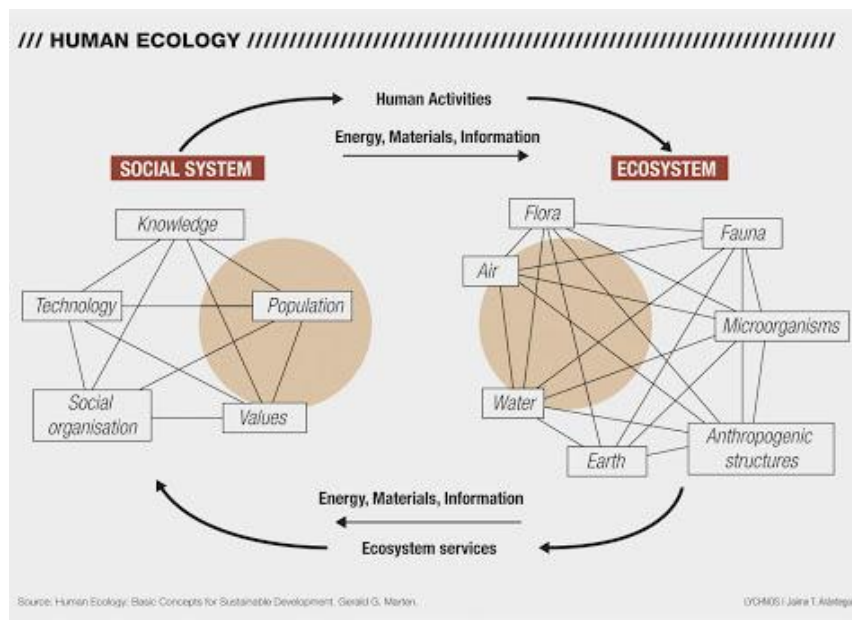 /// HUMAN ECOLOGY ///////////////////////////////////////////////////////////////////////
Human Activities
Energy, Materials, Information
SOCIAL SYSTEM
ECOSYSTEM
Knowledge
Technology
Population
Social
organisation
Values
Flora
Fauna
Air
Microorganisms
Water
Earth
Anthropogenic
structures
Energy, Materials, Information
Ecosystem services
Source: Human Ecology: Basic Concepts for Sustainable Development. Gerald G. Marten.
LYCHNOS / Jaime T.